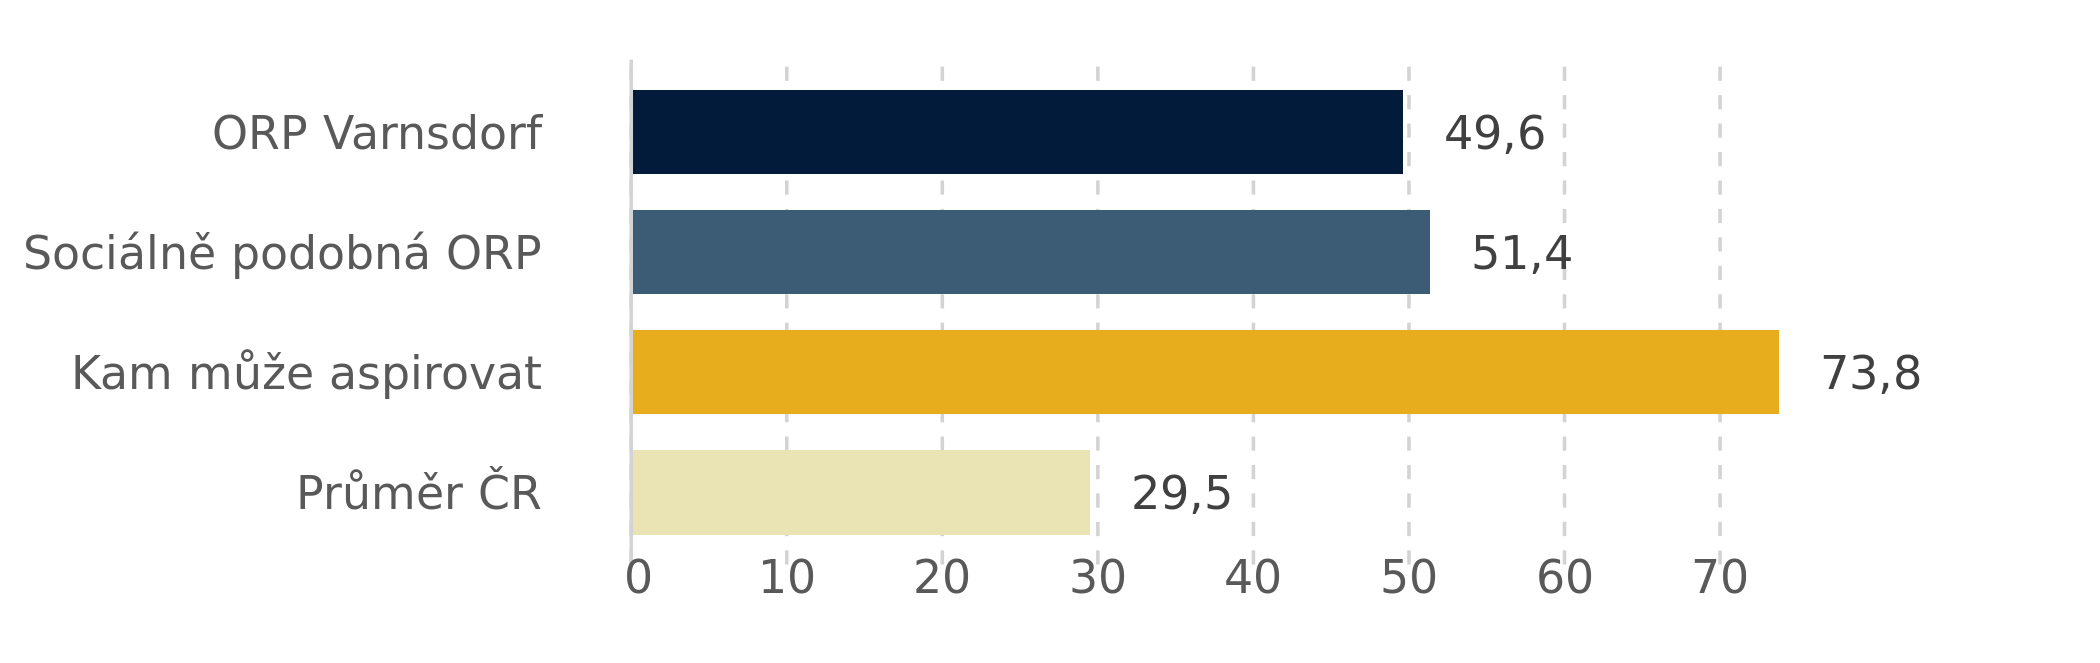 ORP Varnsdorf 49,6
Sociálně podobná ORP 51,4
Kam může aspirovat 73,8
Průměr ČR 29,5
0 10 20 30 40 50 60 70